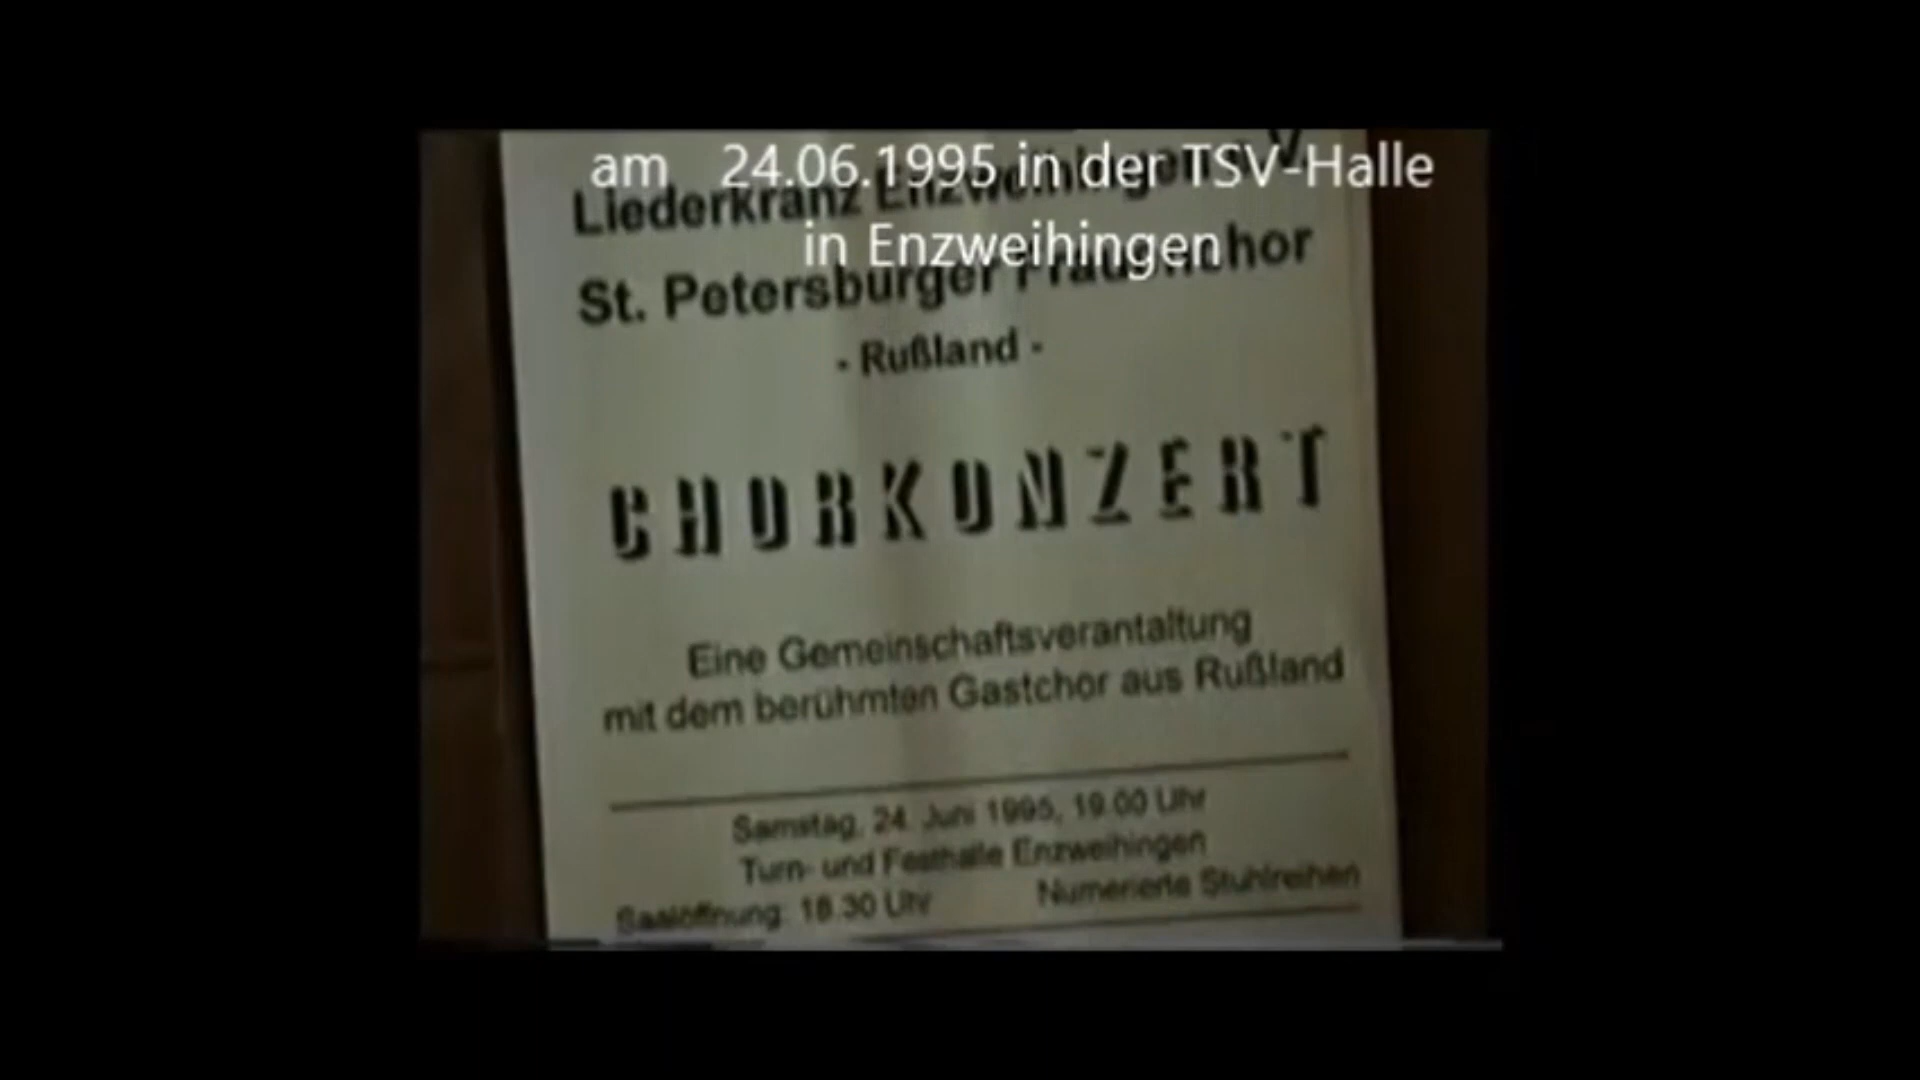 am 24.06.1995 in der TSV-Halle
in Enzweihingen
Liederkranz Enzweihingen e.V.
St. Petersburger Frauenchor
- Rußland -
CHORKONZERT
Eine Gemeinschaftsverantaltung
mit dem berühmten Gastchor aus Rußland
Samstag, 24. Juni 1995, 19.00 Uhr
Turn- und Festhalle Enzweihingen
Saalöffnung: 18.30 Uhr Numerierte Stuhlreihen